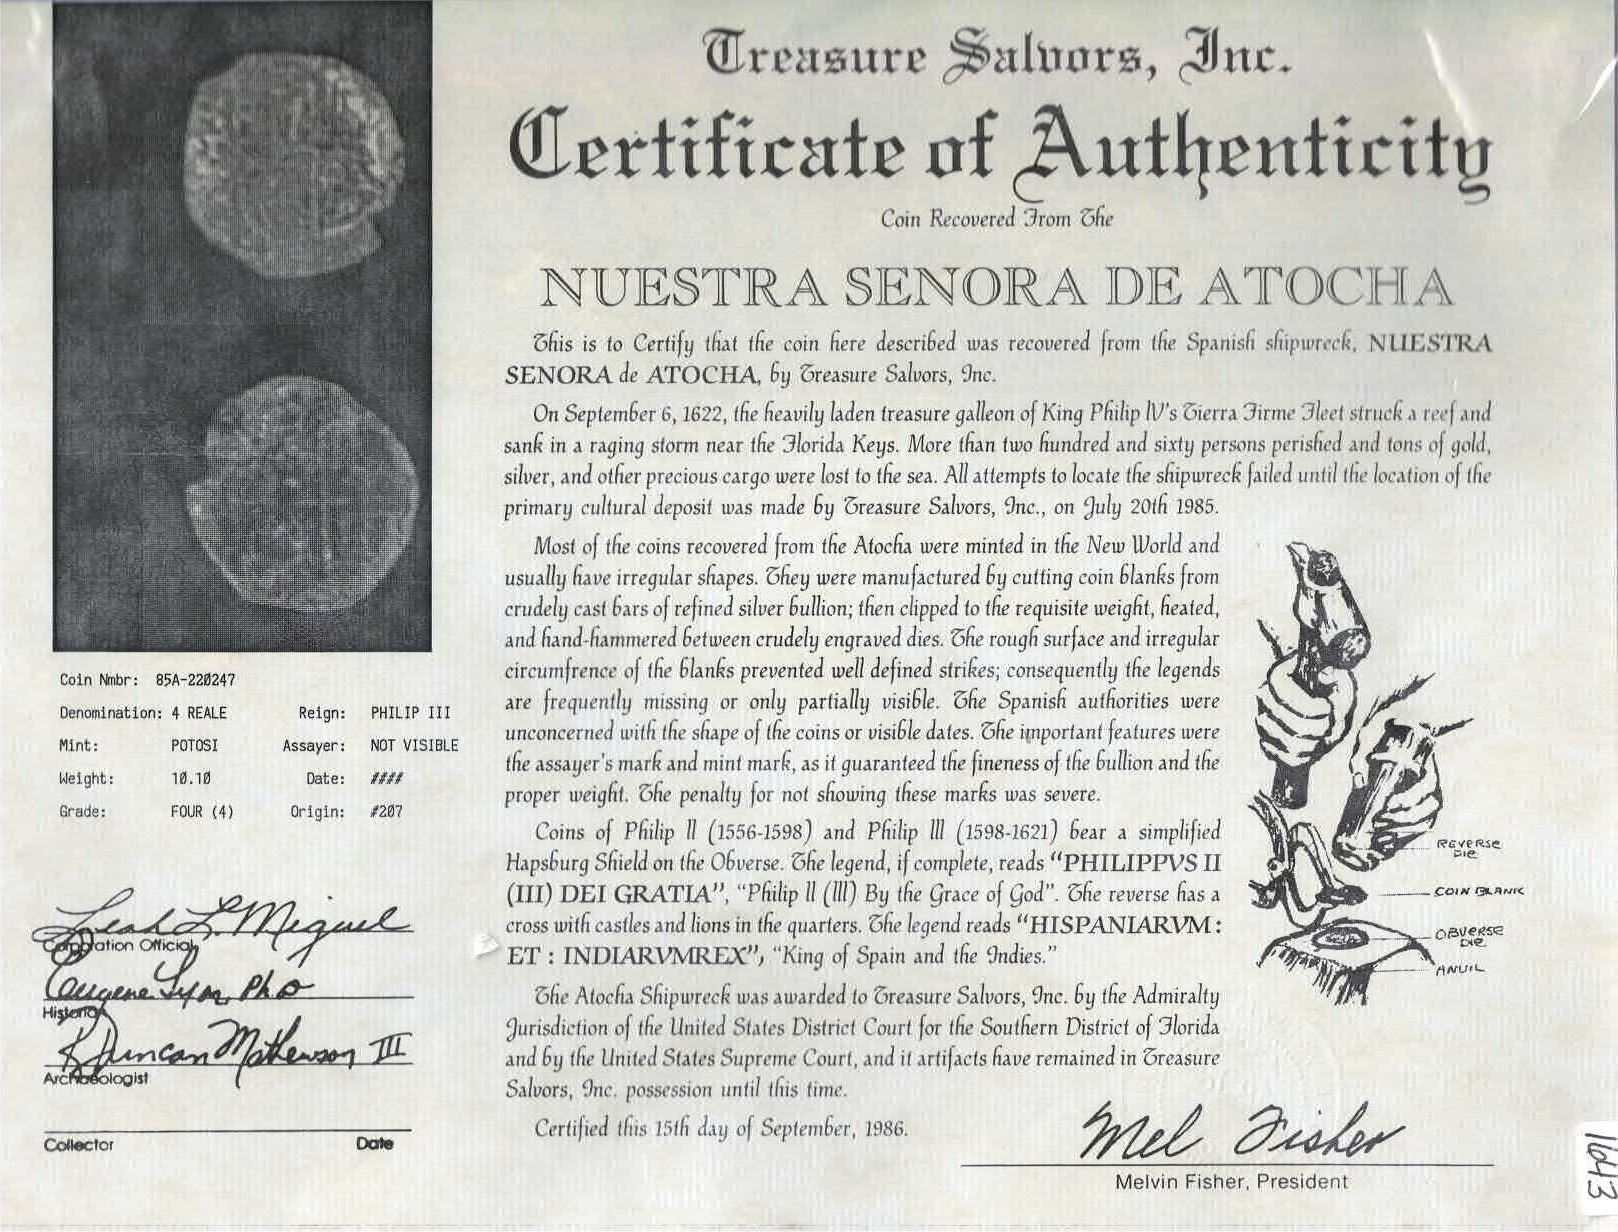 Treasure Salvors, Inc.
Certificate of Authenticity
Coin Recovered From The
NUESTRA SENORA DE ATOCHA
This is to Certify that the coin here described was recovered from the Spanish shipwreck, NUESTRA
SENORA de ATOCHA, by Treasure Salvors, Inc.
On September 6, 1622, the heavily laden treasure galleon of King Philip IV's Tierra Firme Fleet struck a reef and
sank in a raging storm near the Florida Keys. More than two hundred and sixty persons perished and tons of gold,
silver, and other precious cargo were lost to the sea. All attempts to locate the shipwreck failed until the location of the
primary cultural deposit was made by Treasure Salvors, Inc., on July 20th 1985.
Most of the coins recovered from the Atocha were minted in the New World and
usually have irregular shapes. They were manufactured by cutting coin blanks from
crudely cast bars of refined silver bullion; then clipped to the requisite weight, heated,
and hand-hammered between crudely engraved dies. The rough surface and irregular
circumfrence of the blanks prevented well defined strikes; consequently the legends
are frequently missing or only partially visible. The Spanish authorities were
unconcerned with the shape of the coins or visible dates. The important features were
the assayer's mark and mint mark, as it guaranteed the fineness of the bullion and the
proper weight. The penalty for not showing these marks was severe.
Coins of Philip II (1556-1598) and Philip III (1598-1621) bear a simplified
Hapsburg Shield on the Obverse. The legend, if complete, reads "PHILIPPVS II
(III) DEI GRATIA", "Philip II (III) By the Grace of God". The reverse has a
cross with castles and lions in the quarters. The legend reads "HISPANIARVM :
ET : INDIARVMREX", "King of Spain and the Indies."
The Atocha Shipwreck was awarded to Treasure Salvors, Inc. by the Admiralty
Jurisdiction of the United States District Court for the Southern District of Florida
and by the United States Supreme Court, and it artifacts have remained in Treasure
Salvors, Inc. possession until this time.
Certified this 15th day of September, 1986.
Mel Fisher
Melvin Fisher, President
REVERSE
DIE
COIN BLANK
OBVERSE
DIE
ANVIL
Coin Nmbr: 85A-220247
Denomination: 4 REALE Reign: PHILIP III
Mint: POTOSI Assayer: NOT VISIBLE
Weight: 10.10 Date: ####
Grade: FOUR (4) Origin: #207
Leah L. Miguel
Corporation Official
Eugene Lyon, PhD
Historian
R Duncan Mathewson III
Archaeologist
Collector Date
1643